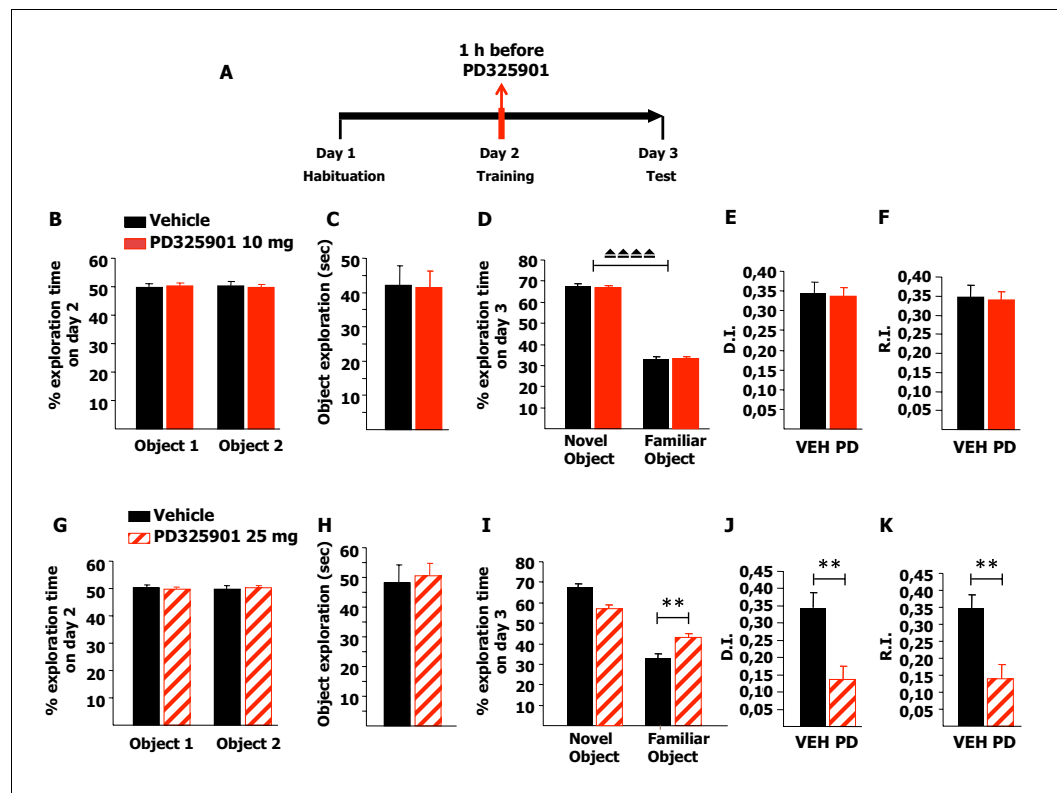 A
1 h before
PD325901
Day 1
Habituation
Day 2
Training
Day 3
Test
B
Vehicle
PD325901 10 mg
% exploration time
on day 2
60
50
40
30
20
10
Object 1
Object 2
C
Object exploration (sec)
50
40
30
20
10
D
% exploration time
on day 3
80
70
60
50
40
30
20
10
Novel
Object
Familiar
Object
E
D.I.
0,40
0,35
0,30
0,25
0,20
0,15
0,10
0,05
VEH PD
F
R.I.
0,40
0,35
0,30
0,25
0,20
0,15
0,10
0,05
VEH PD
G
Vehicle
PD325901 25 mg
% exploration time
on day 2
60
50
40
30
20
10
Object 1
Object 2
H
Object exploration (sec)
60
50
40
30
20
10
I
% exploration time
on day 3
80
70
60
50
40
30
20
10
Novel
Object
Familiar
Object
**
J
D.I.
0,45
0,40
0,35
0,30
0,25
0,20
0,15
0,10
0,05
**
VEH PD
K
R.I.
0,45
0,40
0,35
0,30
0,25
0,20
0,15
0,10
0,05
**
VEH PD